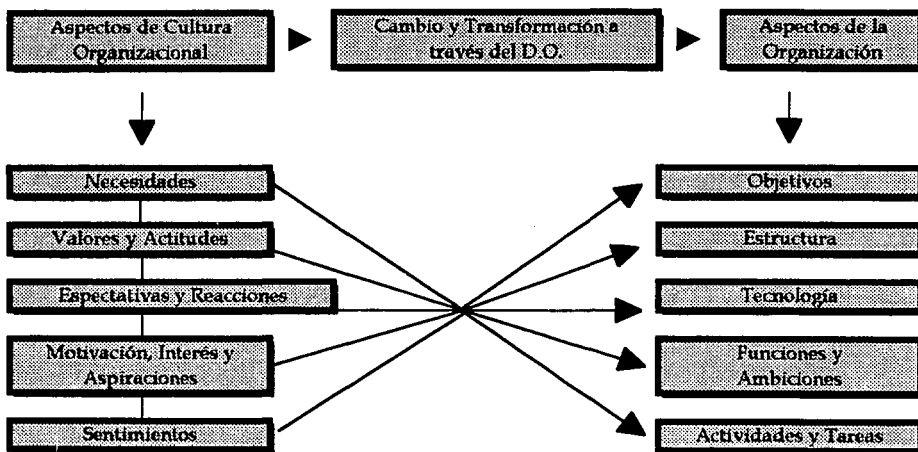 Aspectos de Cultura
Organizacional
Cambio y Transformación a
través del D.O.
Aspectos de la
Organización
Necesidades
Valores y Actitudes
Espectativas y Reacciones
Motivación, Interés y
Aspiraciones
Sentimientos
Objetivos
Estructura
Tecnología
Funciones y
Ambiciones
Actividades y Tareas